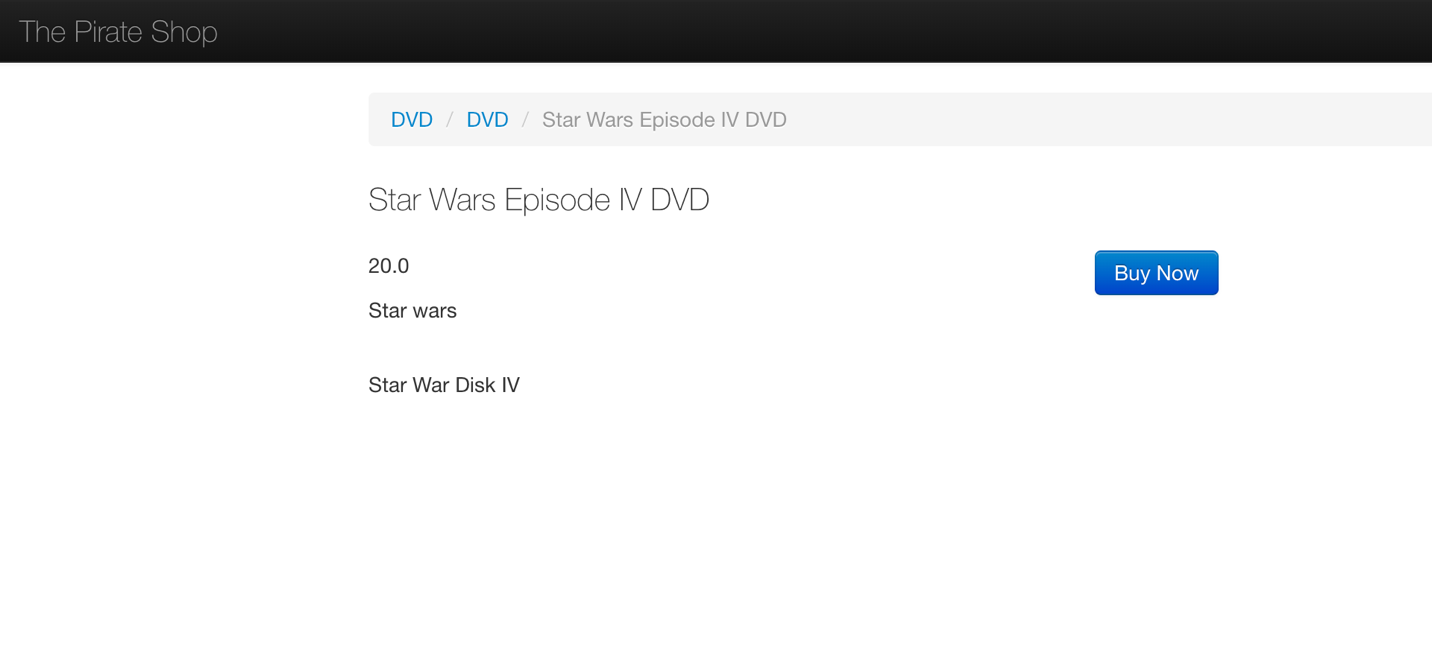 The Pirate Shop
DVD / DVD / Star Wars Episode IV DVD
Star Wars Episode IV DVD
20.0
Buy Now
Star wars
Star War Disk IV